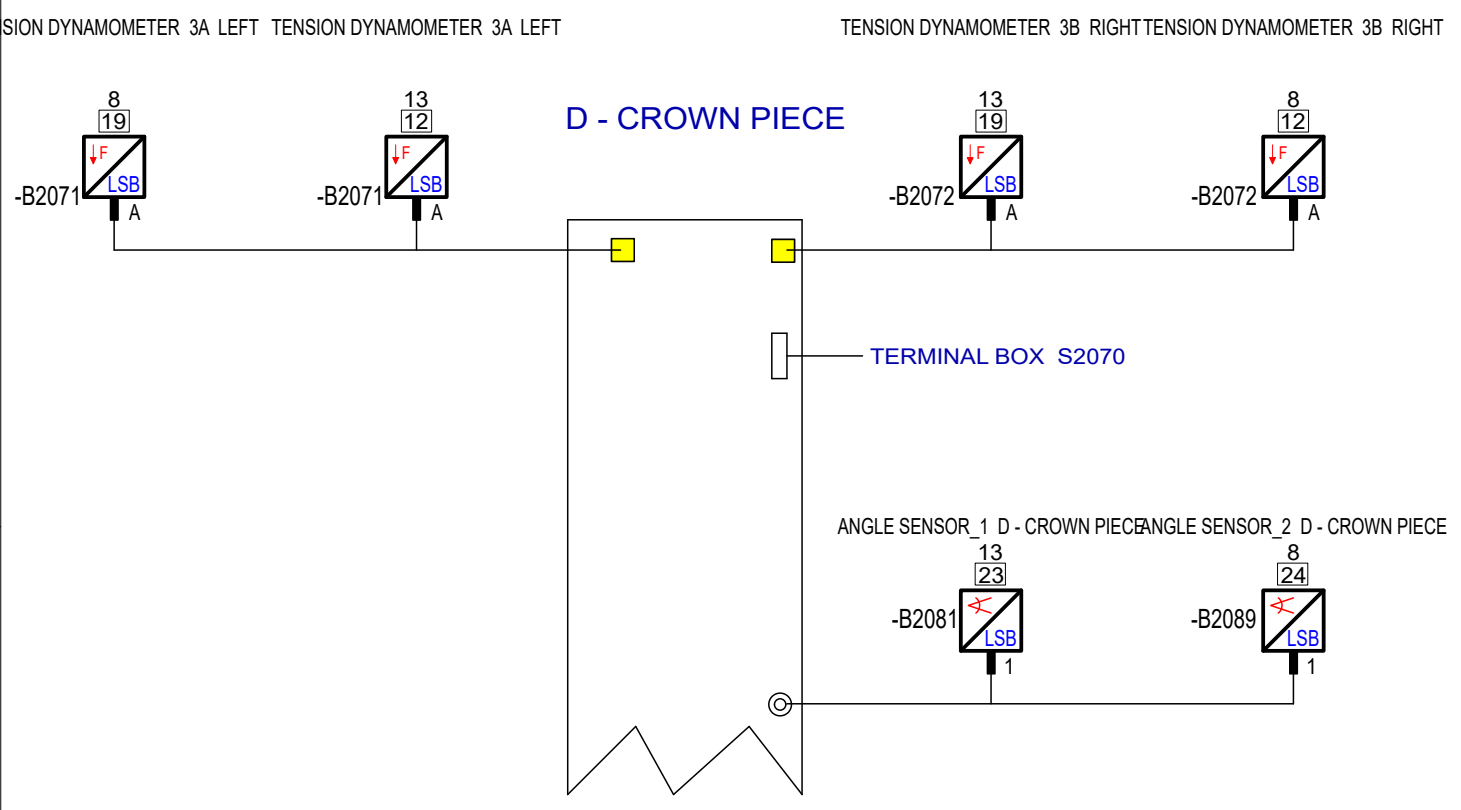 SION DYNAMOMETER 3A LEFT TENSION DYNAMOMETER 3A LEFT TENSION DYNAMOMETER 3B RIGHT TENSION DYNAMOMETER 3B RIGHT
8 13 13 8
19 12 19 12
D - CROWN PIECE
F F F F
-B2071 LSB -B2071 LSB -B2072 LSB -B2072 LSB
A A A A
TERMINAL BOX S2070
ANGLE SENSOR_1 D - CROWN PIECE ANGLE SENSOR_2 D - CROWN PIECE
13 8
23 24
-B2081 LSB -B2089 LSB
1 1